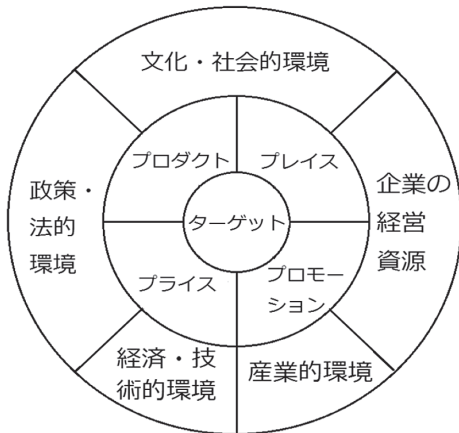 文化・社会的環境
プロダクト
プレイス
政策・
法的
環境
ターゲット
企業の
経営
資源
プライス
プロモー
ション
経済・技
術的環境
産業的環境